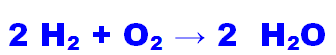 2 H₂ + O₂ → 2 H₂O